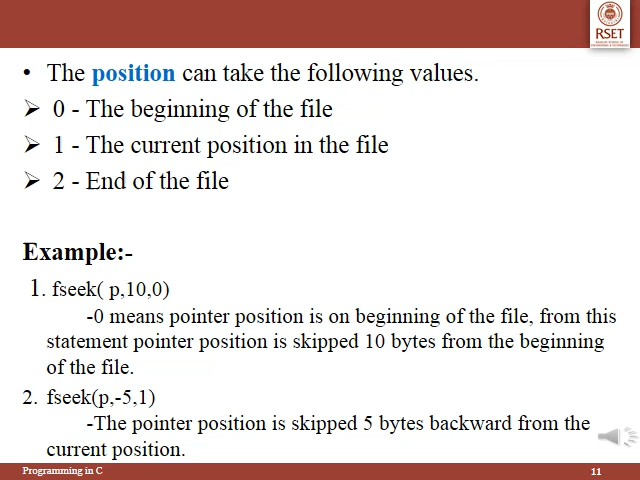 RSET
• The position can take the following values.
➢ 0 - The beginning of the file
➢ 1 - The current position in the file
➢ 2 - End of the file
Example:-
1. fseek( p,10,0)
-0 means pointer position is on beginning of the file, from this
statement pointer position is skipped 10 bytes from the beginning
of the file.
2. fseek(p,-5,1)
-The pointer position is skipped 5 bytes backward from the
current position.
Programming in C
11